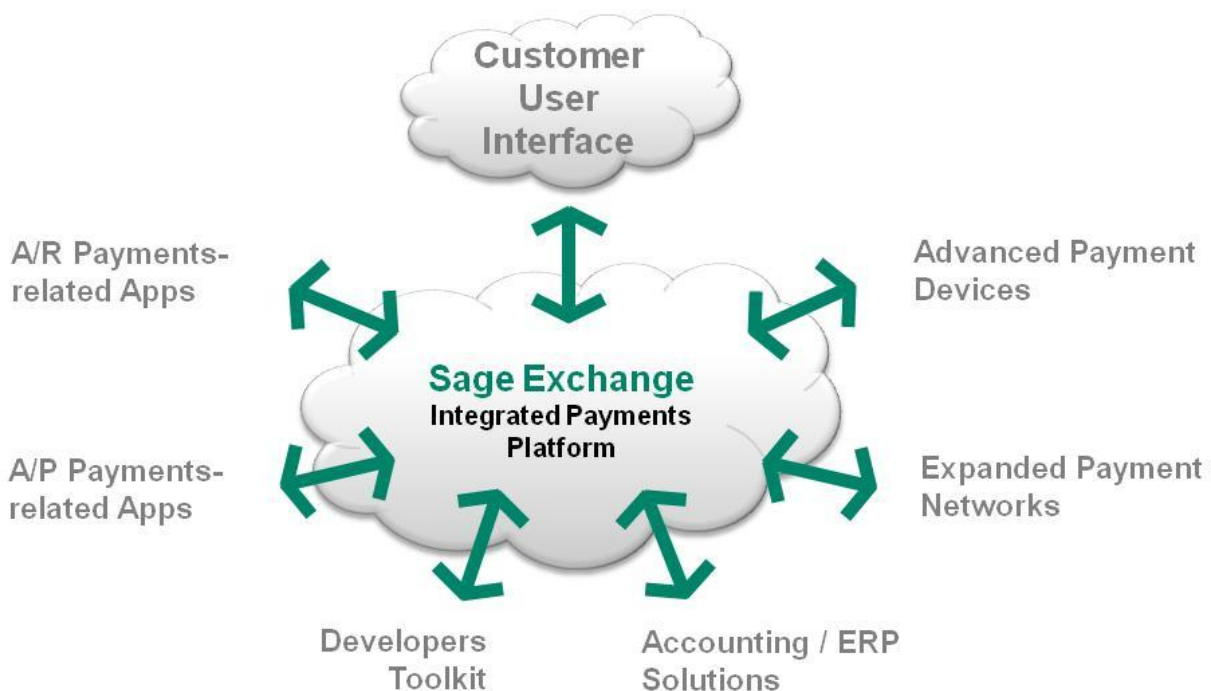 Customer
User
Interface
A/R Payments-
related Apps
Advanced Payment
Devices
Sage Exchange
Integrated Payments
Platform
A/P Payments-
related Apps
Expanded Payment
Networks
Developers
Toolkit
Accounting / ERP
Solutions